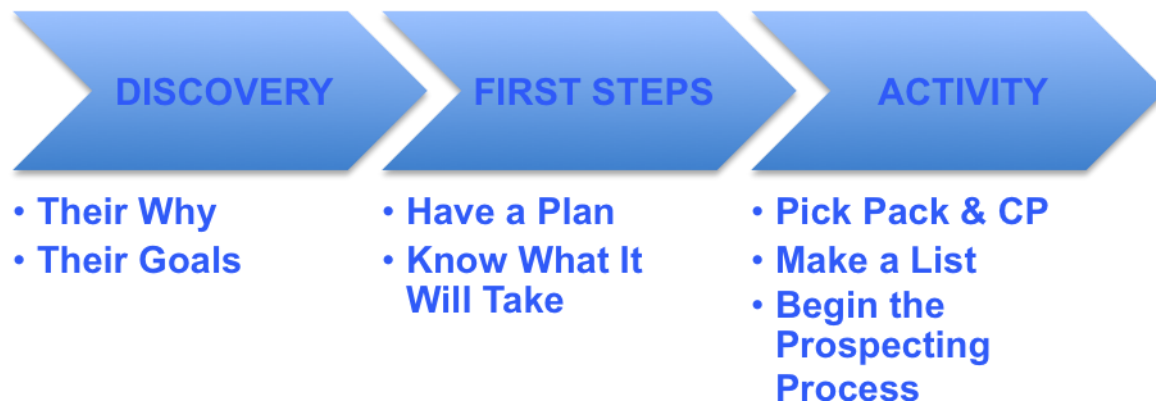 DISCOVERY
• Their Why
• Their Goals
FIRST STEPS
• Have a Plan
• Know What It
Will Take
ACTIVITY
• Pick Pack & CP
• Make a List
• Begin the
Prospecting
Process